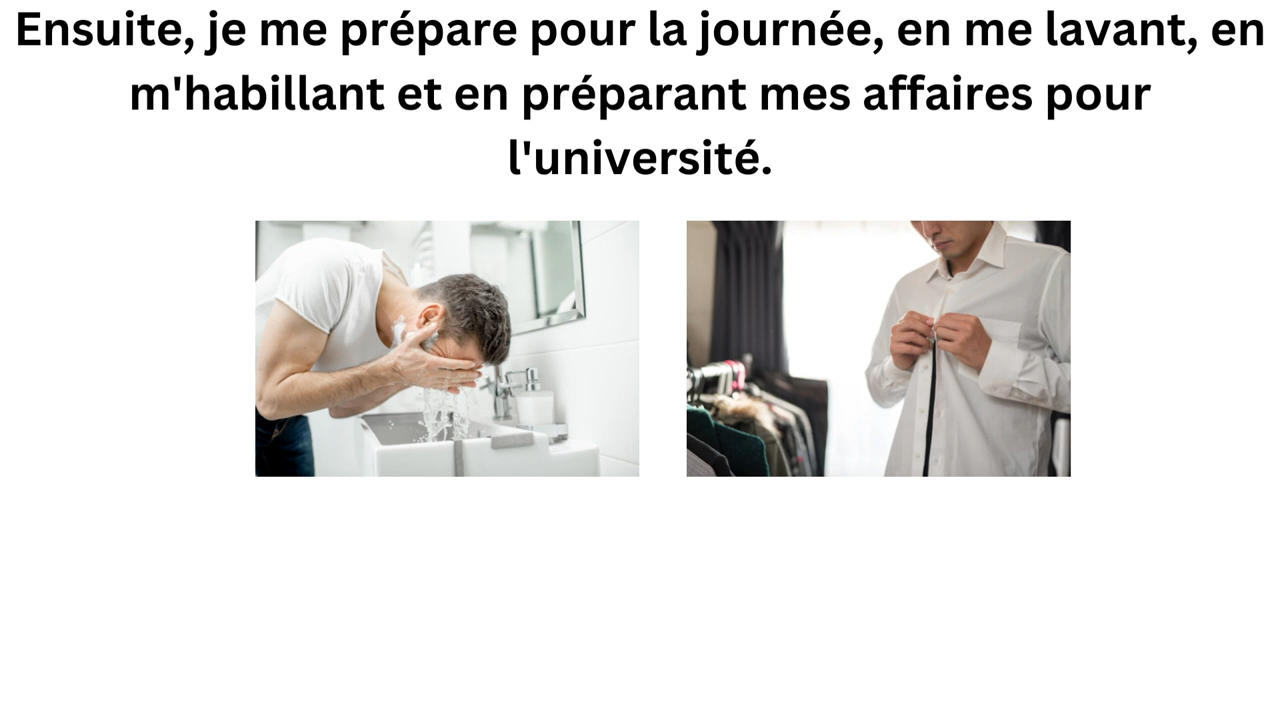 Ensuite, je me prépare pour la journée, en me lavant, en
m'habillant et en préparant mes affaires pour
l'université.